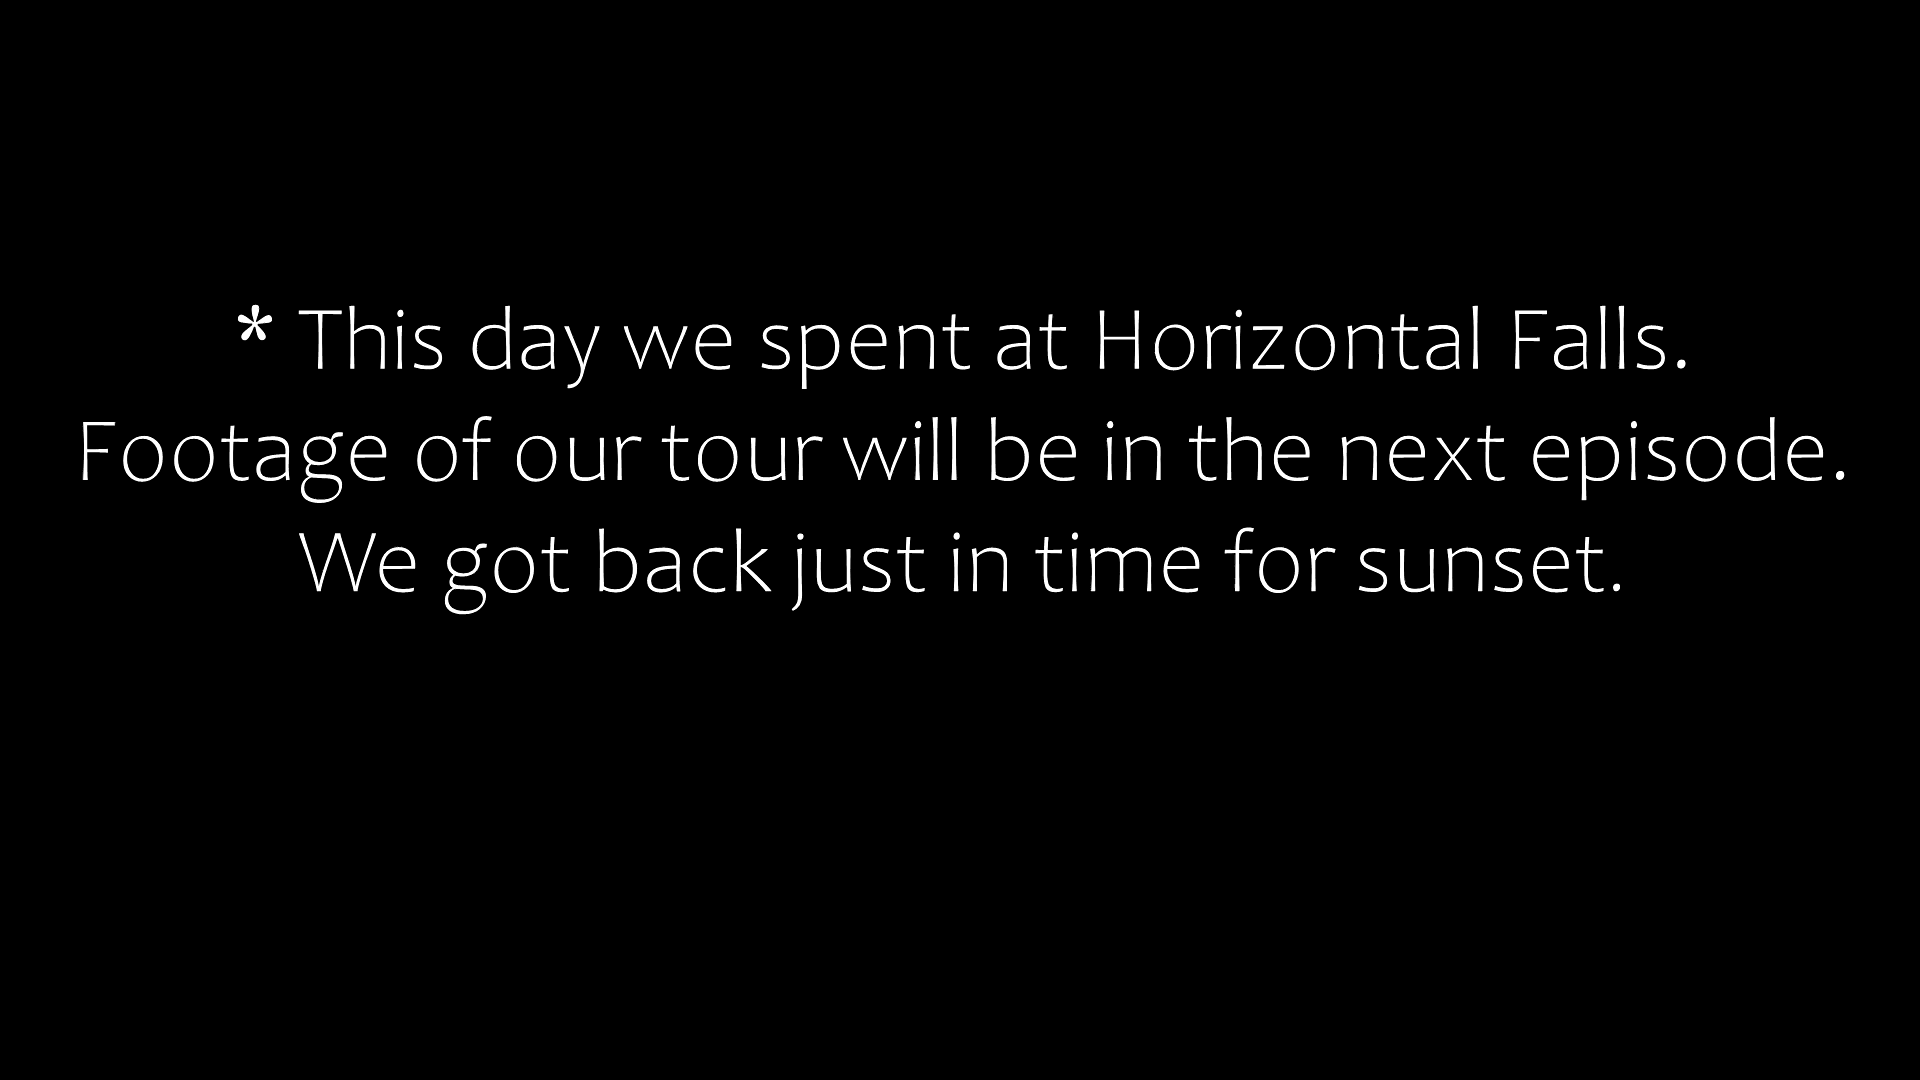 * This day we spent at Horizontal Falls.
Footage of our tour will be in the next episode.
We got back just in time for sunset.